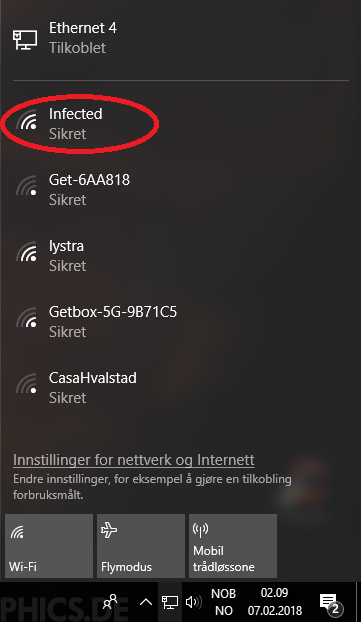 Ethernet 4
Tilkoblet
Infected
Sikret
Get-6AA818
Sikret
lystra
Sikret
Getbox-5G-9B71C5
Sikret
CasaHvalstad
Sikret
Innstillinger for nettverk og Internett
Endre innstillinger, for eksempel å gjøre en tilkobling
forbruksmålt.
Wi-Fi
Flymodus
Mobil
trådløssone
PHICS.DE
NOB
NO
02.09
07.02.2018
2